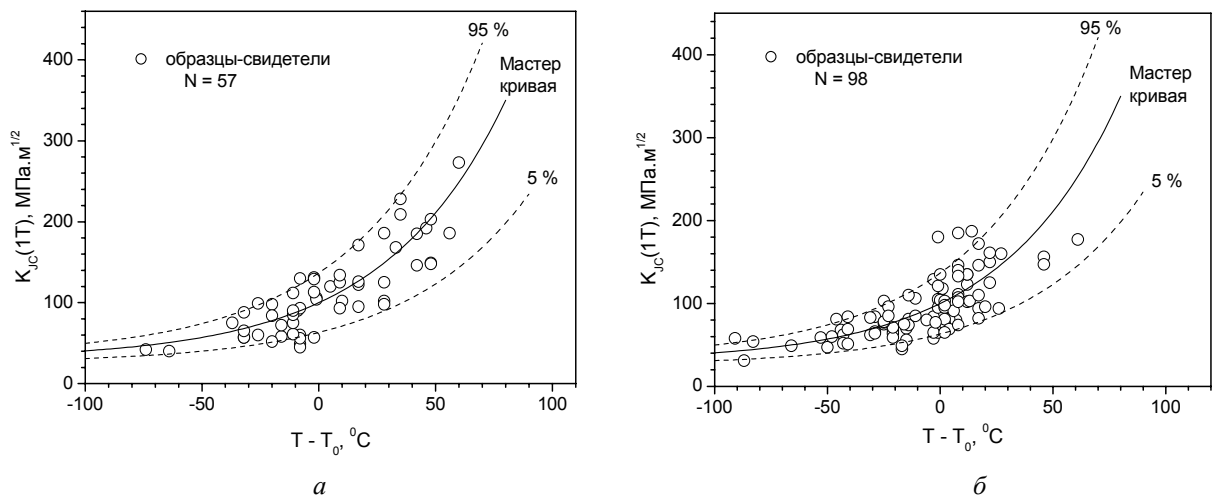 400
300
200
100
0
-100
-50
0
50
100
K_JC(1T), МПа.м^1/2
T - T_0, ^0C
образцы-свидетели
N = 57
95 %
Мастер
кривая
5 %
а
400
300
200
100
0
-100
-50
0
50
100
K_JC(1T), МПа.м^1/2
T - T_0, ^0C
образцы-свидетели
N = 98
95 %
Мастер
кривая
5 %
б